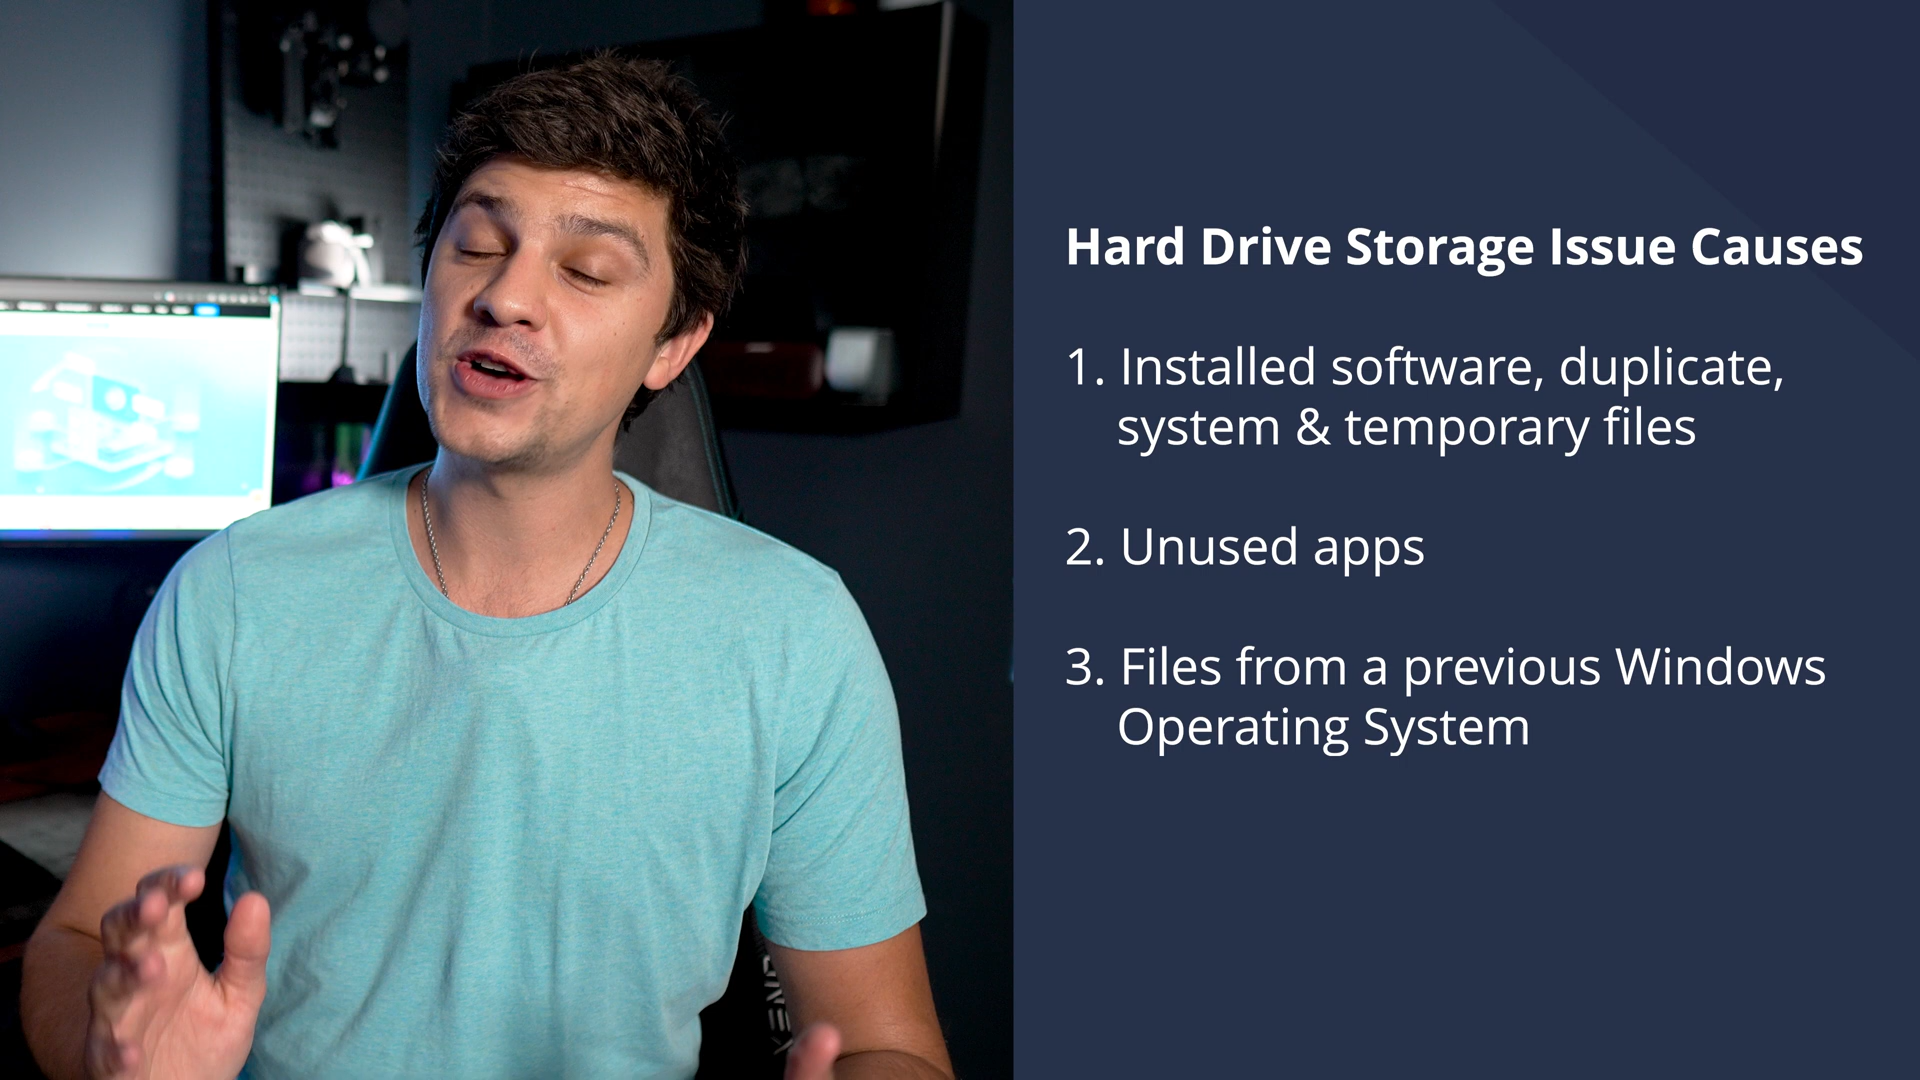 Hard Drive Storage Issue Causes
1. Installed software, duplicate,
system & temporary files
2. Unused apps
3. Files from a previous Windows
Operating System